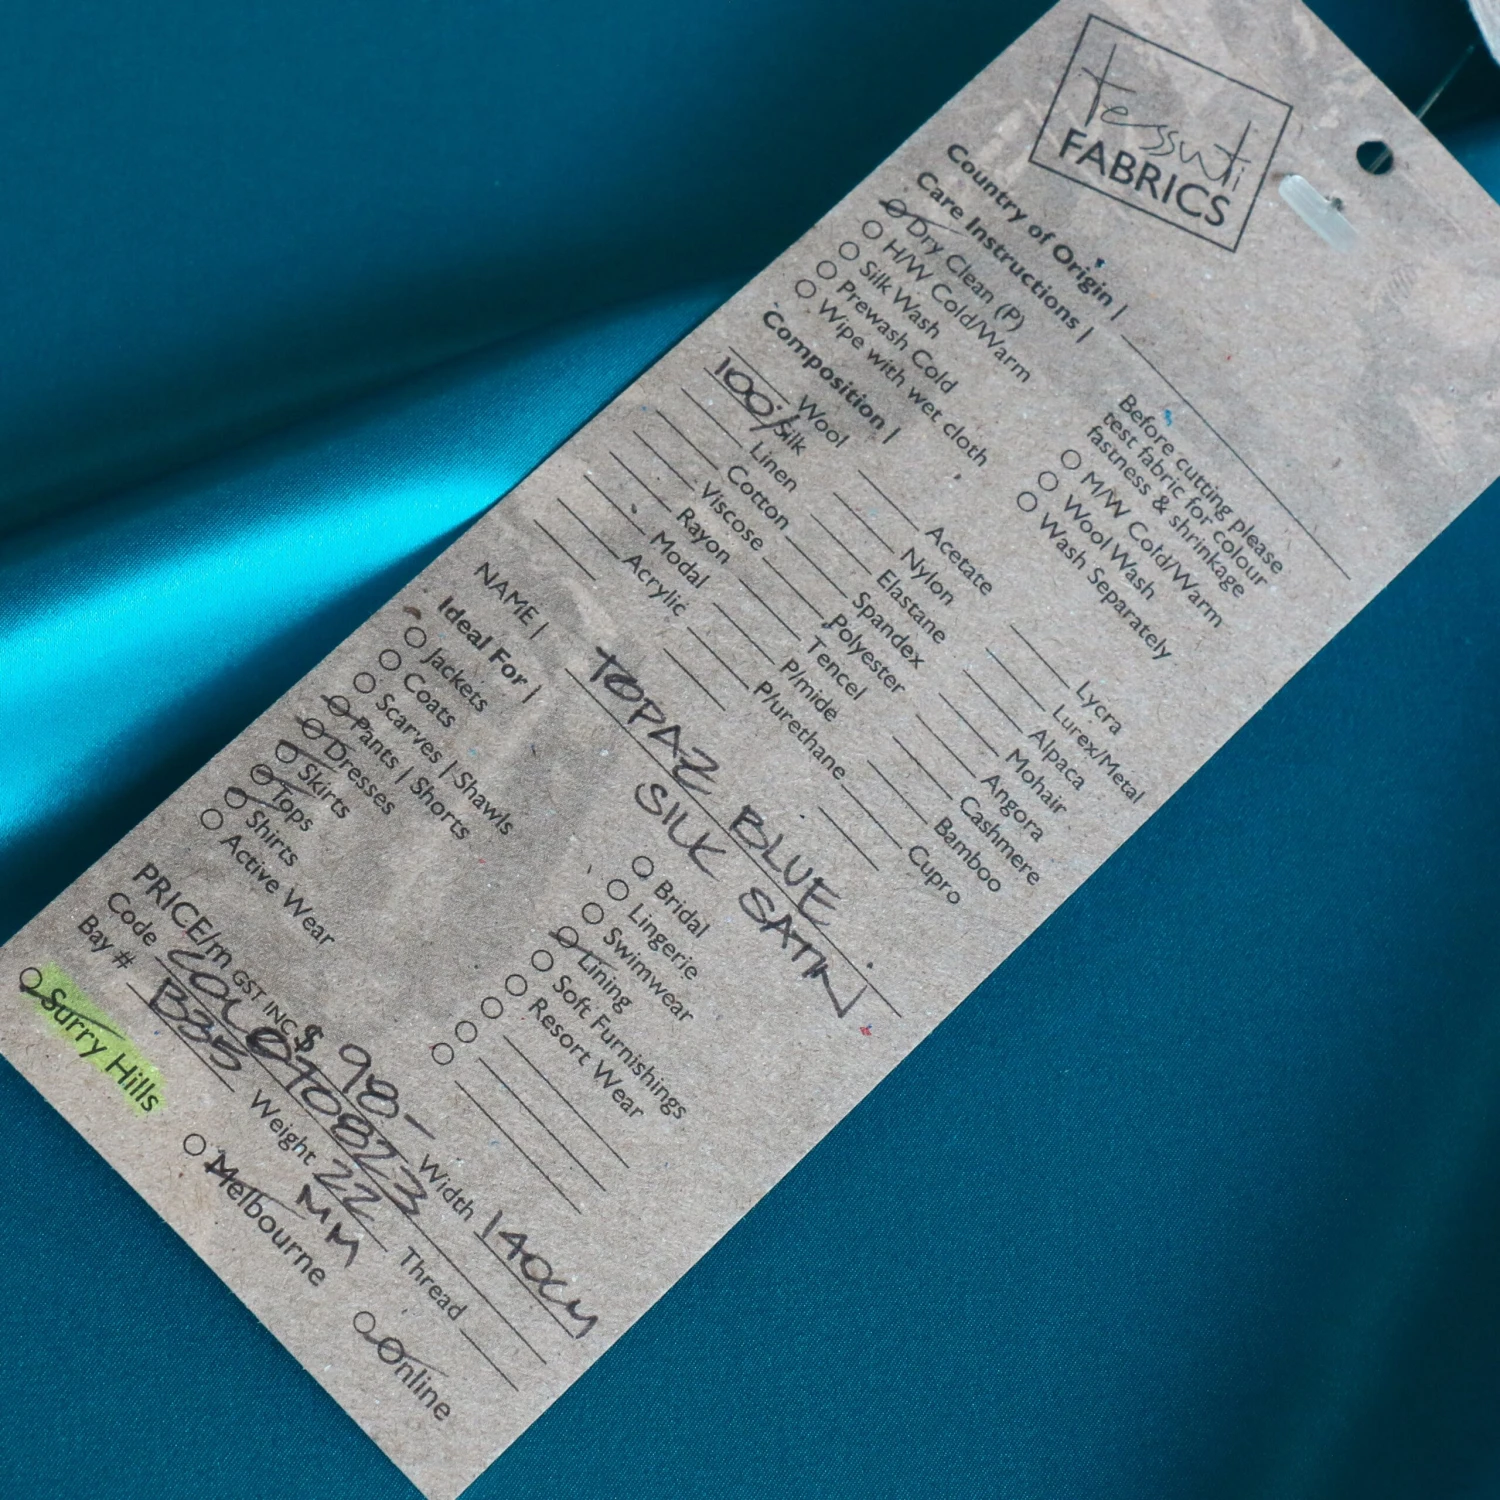 tessuti
FABRICS
Country of Origin |
Care Instructions |
Dry Clean (P)
H/W Cold/Warm
Silk Wash
Prewash Cold
Wipe with wet cloth
Before cutting please
test fabric for colour
fastness & shrinkage
M/W Cold/Warm
Wool Wash
Wash Separately
Composition |
Wool
100% Silk
Linen
Cotton
Viscose
Rayon
Modal
Acrylic
Acetate
Nylon
Elastane
Spandex
Polyester
Tencel
P/mide
P/urethane
Lycra
Lurex/Metal
Alpaca
Mohair
Angora
Cashmere
Bamboo
Cupro
NAME | TOPAZ BLUE
SILK SATIN
Ideal For |
Jackets
Coats
Scarves | Shawls
Pants | Shorts
Dresses
Skirts
Tops
Shirts
Active Wear
Bridal
Lingerie
Swimwear
Lining
Soft Furnishings
Resort Wear
PRICE/m GST INC $ 98-
Width 140CM
Code
Bay # B35
Weight 22
MM
Thread
Surry Hills
Melbourne
Online